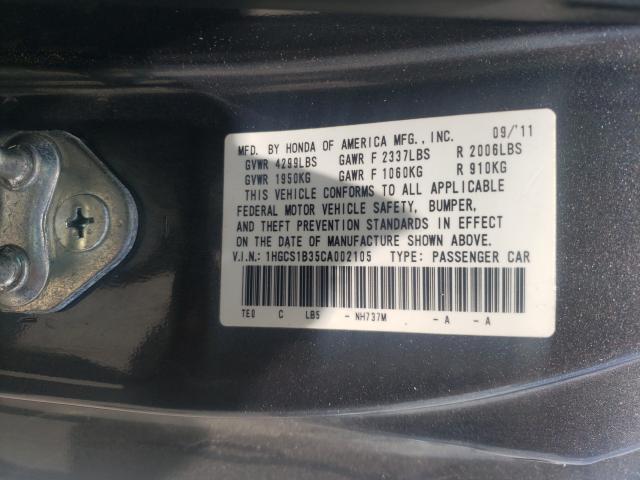 MFD. BY HONDA OF AMERICA MFG., INC. 09/'11
GVWR 4299LBS GAWR F 2337LBS R 2006LBS
GVWR 1950KG GAWR F 1060KG R 910KG
THIS VEHICLE CONFORMS TO ALL APPLICABLE
FEDERAL MOTOR VEHICLE SAFETY, BUMPER,
AND THEFT PREVENTION STANDARDS IN EFFECT
ON THE DATE OF MANUFACTURE SHOWN ABOVE.
V.I.N.: 1HGCS1B35CA002105 TYPE: PASSENGER CAR
TE0 C LB5 - NH737M - A - A